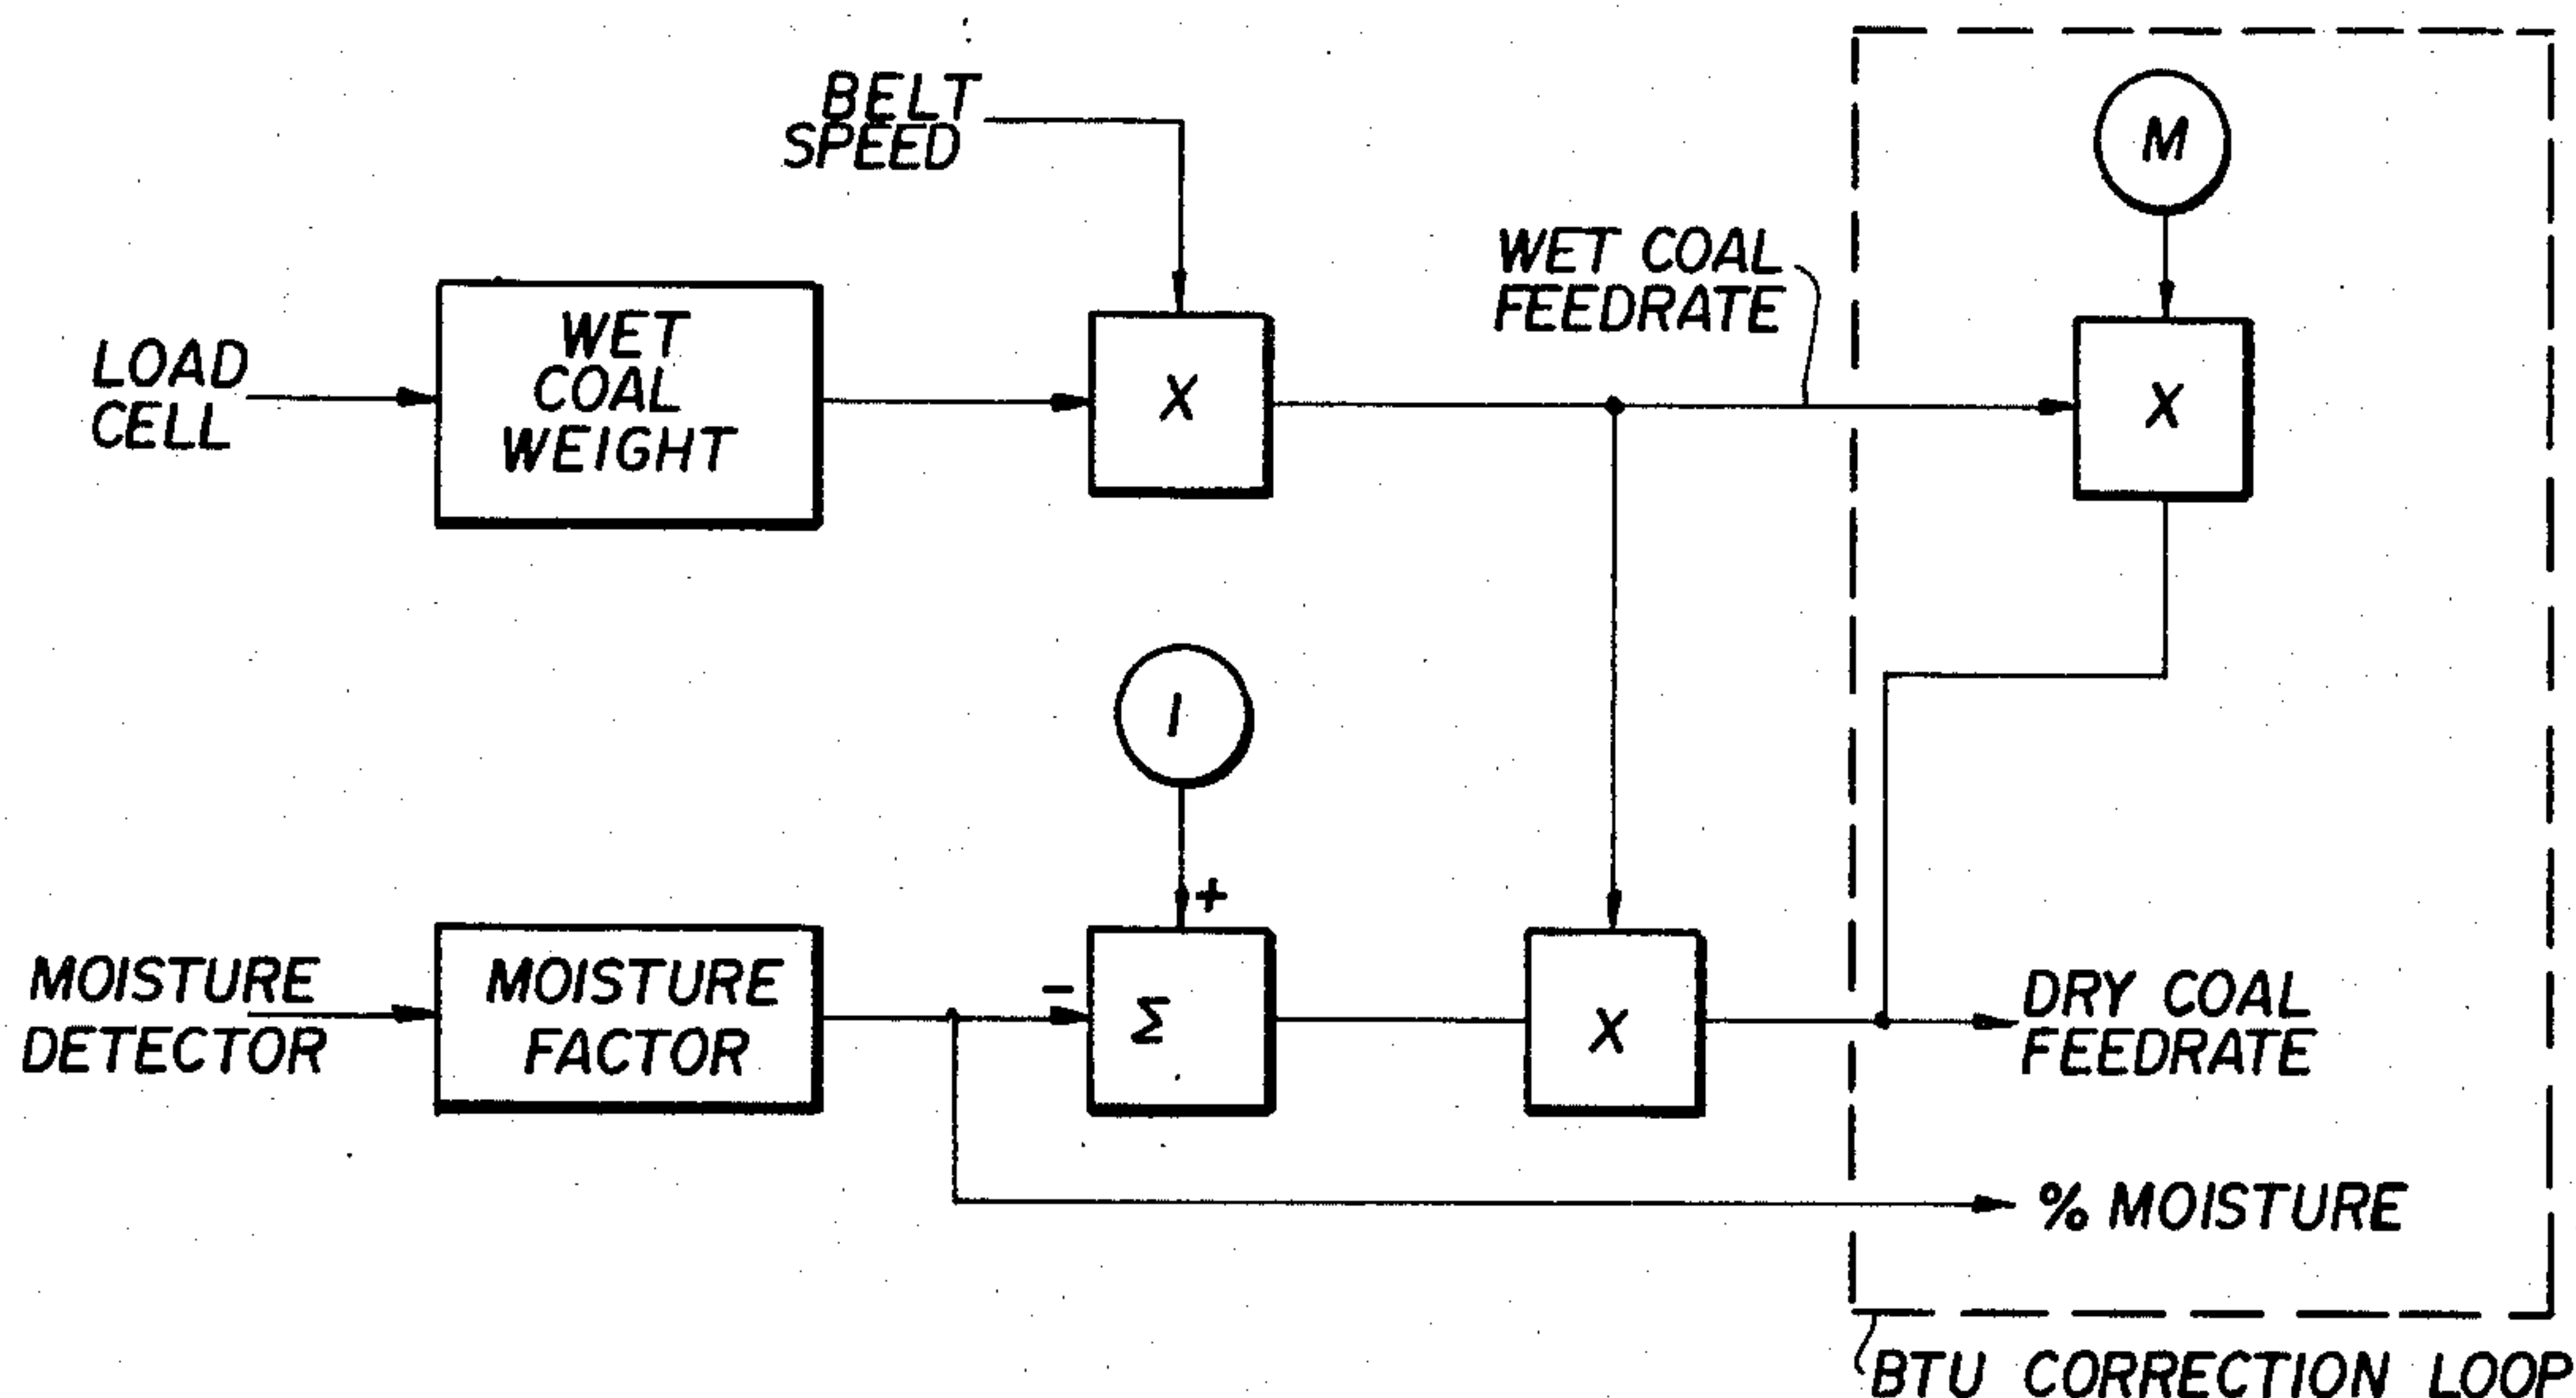 BELT
SPEED
M
WET COAL
FEEDRATE
LOAD
CELL
WET
COAL
WEIGHT
X
X
1
+
MOISTURE
DETECTOR
MOISTURE
FACTOR
-
Σ
X
DRY COAL
FEEDRATE
% MOISTURE
BTU CORRECTION LOOP